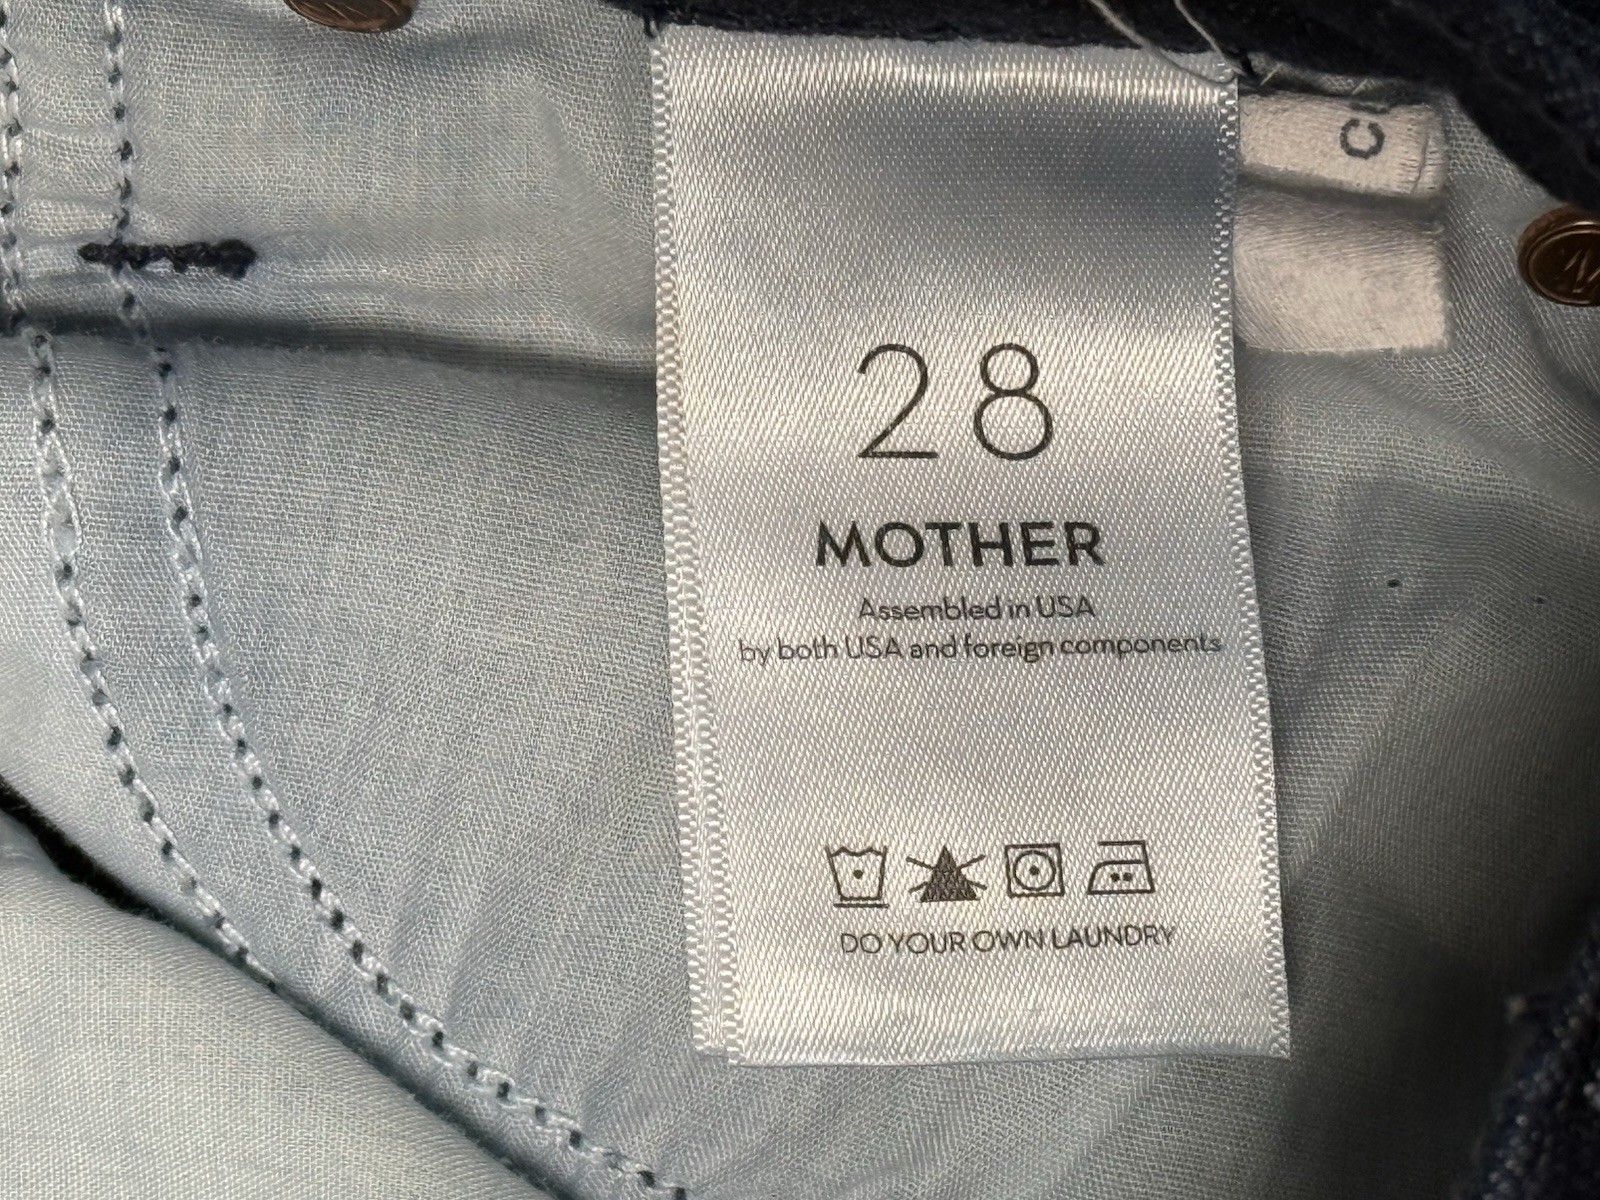 28
MOTHER
Assembled in USA
by both USA and foreign components
DO YOUR OWN LAUNDRY
C
M